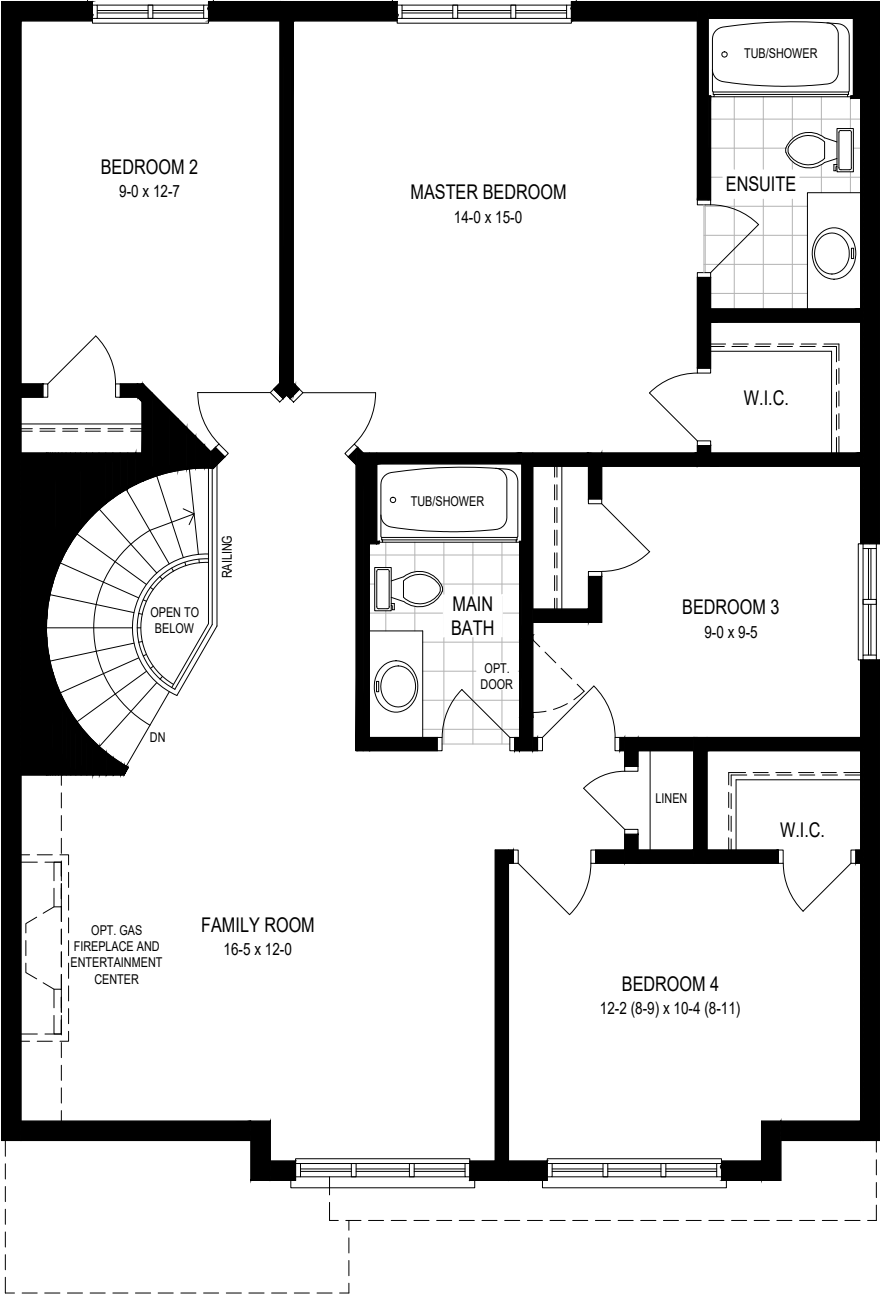 TUB/SHOWER
BEDROOM 2
9-0 x 12-7
MASTER BEDROOM
14-0 x 15-0
ENSUITE
W.I.C.
TUB/SHOWER
RAILING
OPEN TO
BELOW
MAIN
BATH
BEDROOM 3
9-0 x 9-5
OPT.
DOOR
DN
LINEN
W.I.C.
FAMILY ROOM
16-5 x 12-0
OPT. GAS
FIREPLACE AND
ENTERTAINMENT
CENTER
BEDROOM 4
12-2 (8-9) x 10-4 (8-11)